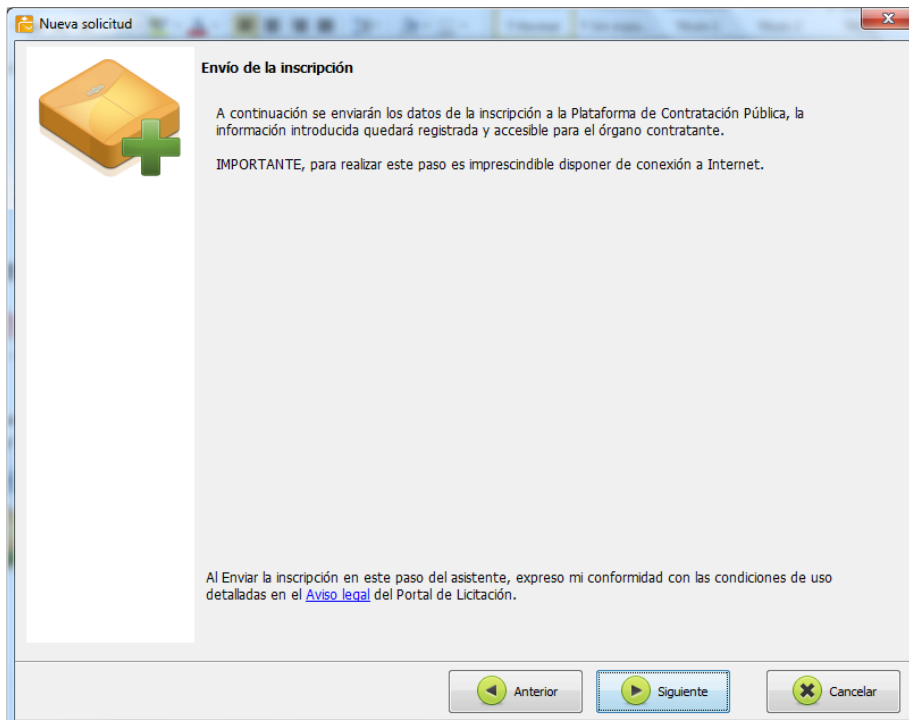 Nueva solicitud
Envío de la inscripción
A continuación se enviarán los datos de la inscripción a la Plataforma de Contratación Pública, la
información introducida quedará registrada y accesible para el órgano contratante.
IMPORTANTE, para realizar este paso es imprescindible disponer de conexión a Internet.
Al Enviar la inscripción en este paso del asistente, expreso mi conformidad con las condiciones de uso
detalladas en el Aviso legal del Portal de Licitación.
Anterior Siguiente Cancelar